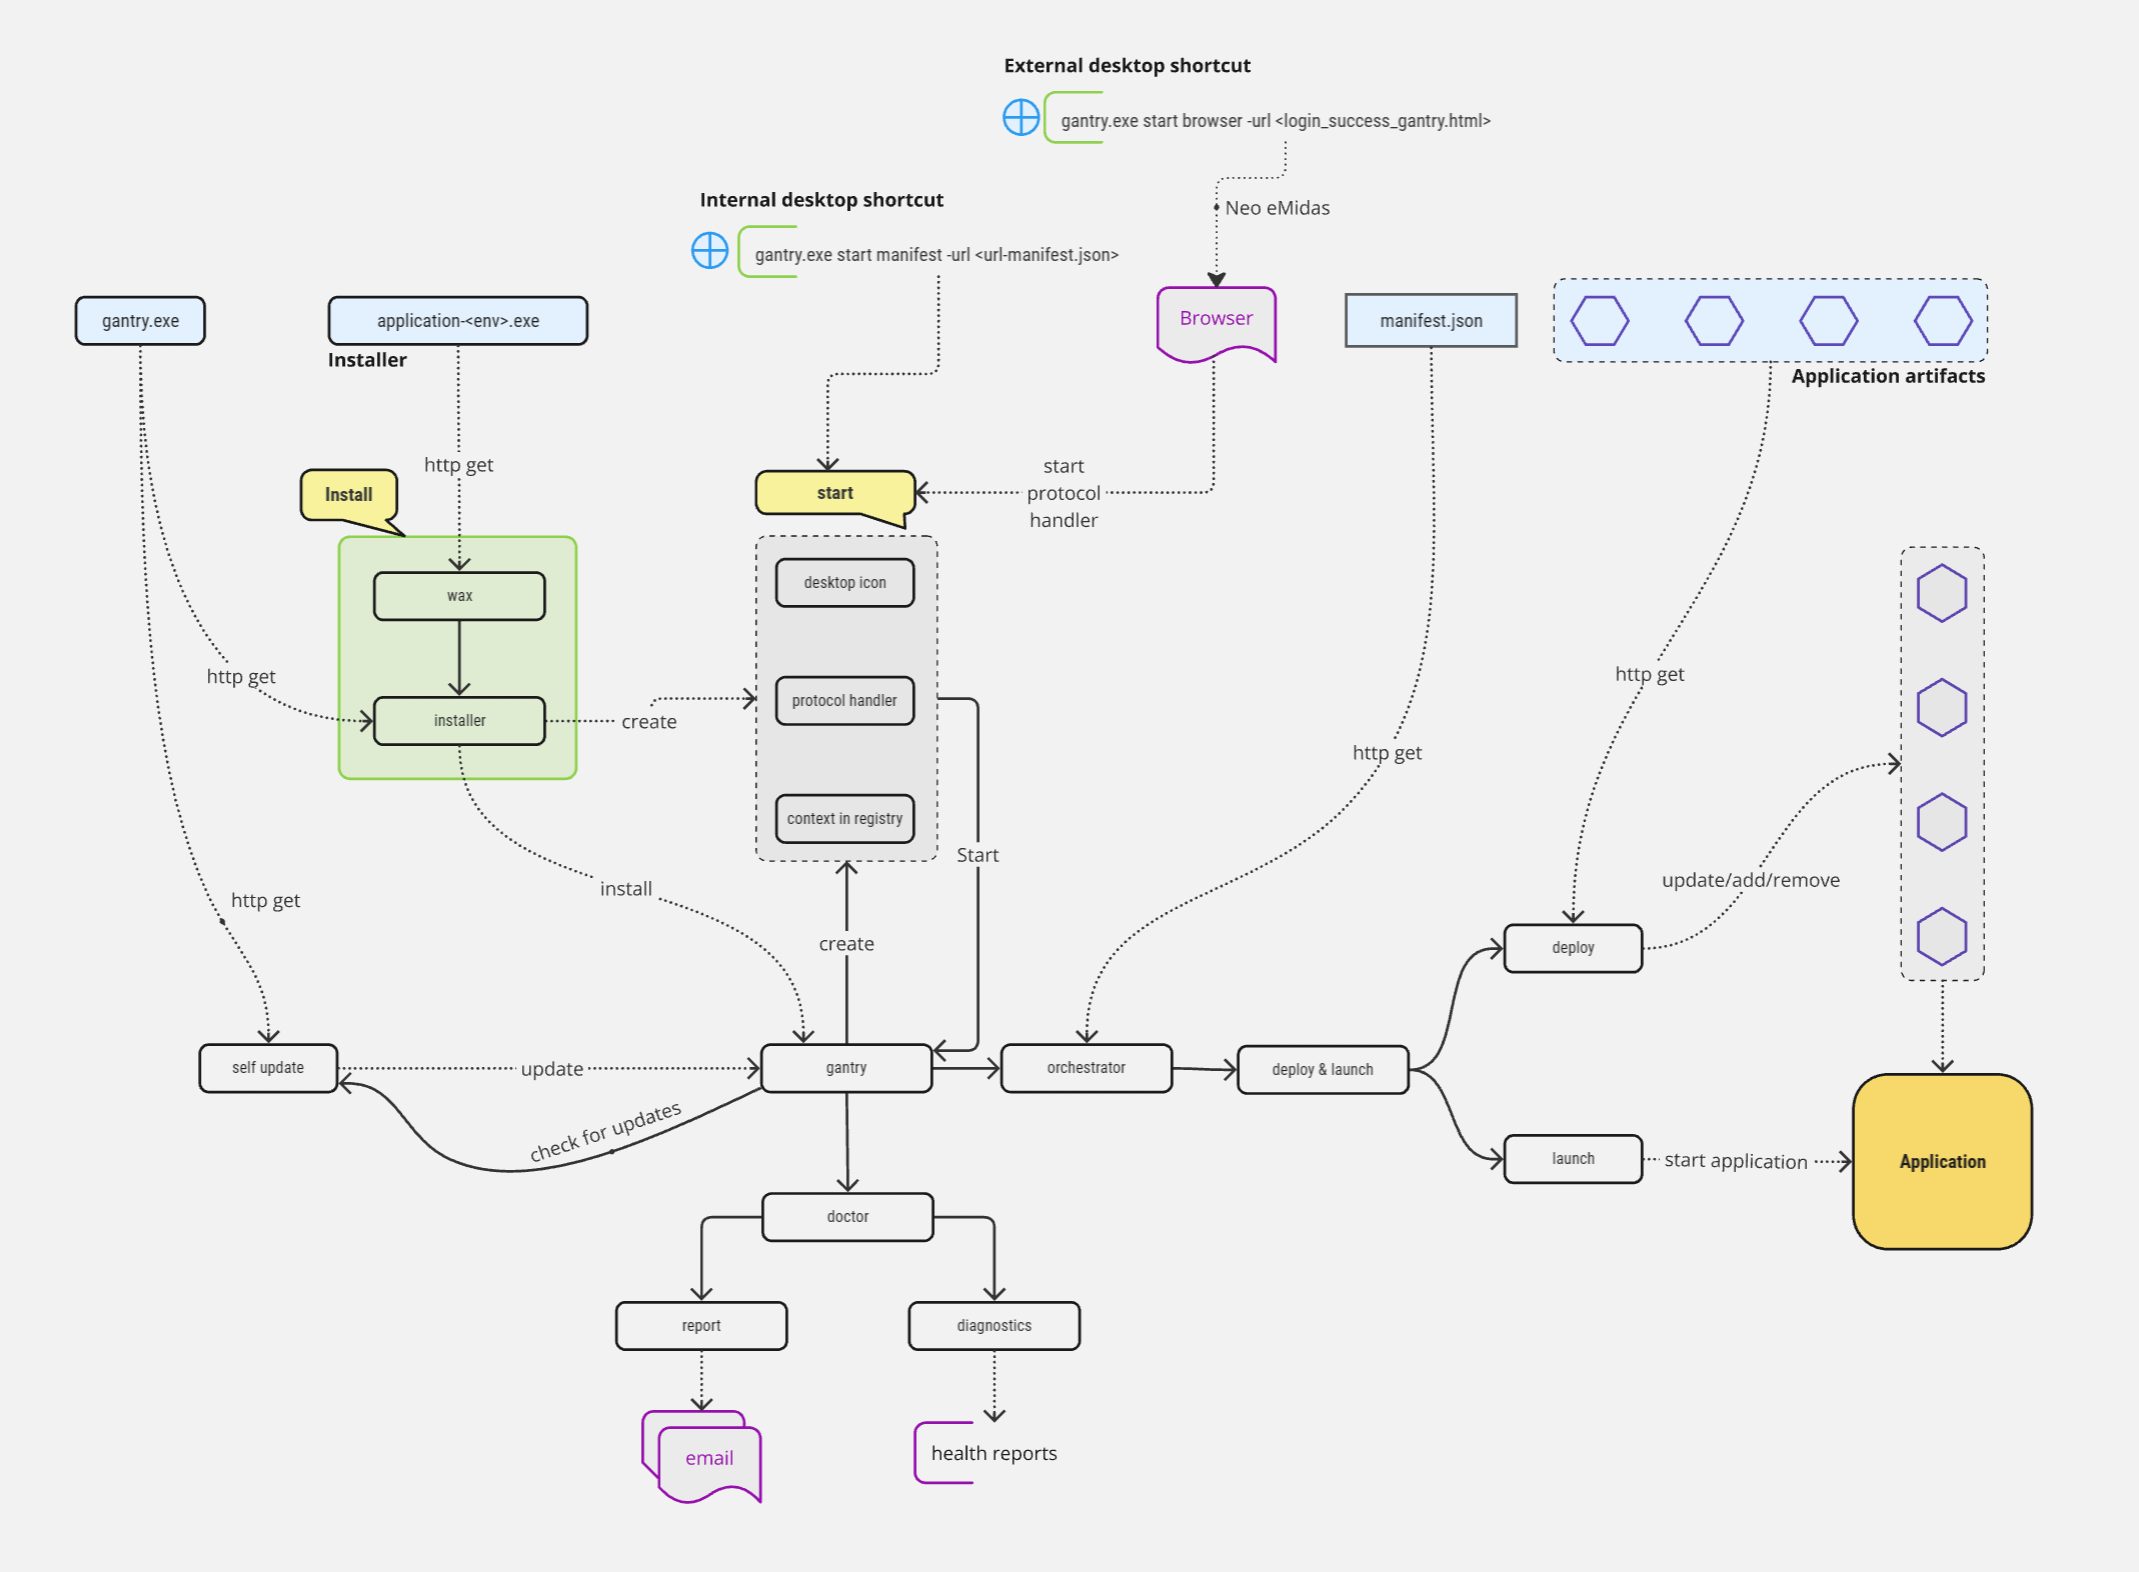 External desktop shortcut
gantry.exe start browser -url <login_success_gantry.html>
Internal desktop shortcut
Neo eMidas
gantry.exe start manifest -url <url-manifest.json>
gantry.exe
application-<env>.exe
Browser
manifest.json
Installer
Application artifacts
http get
start
protocol
handler
Install
start
desktop icon
wax
http get
http get
protocol handler
installer
create
http get
context in registry
Start
update/add/remove
install
http get
create
deploy
self update
update
gantry
orchestrator
deploy & launch
check for updates
launch
start application
Application
doctor
report
diagnostics
email
health reports